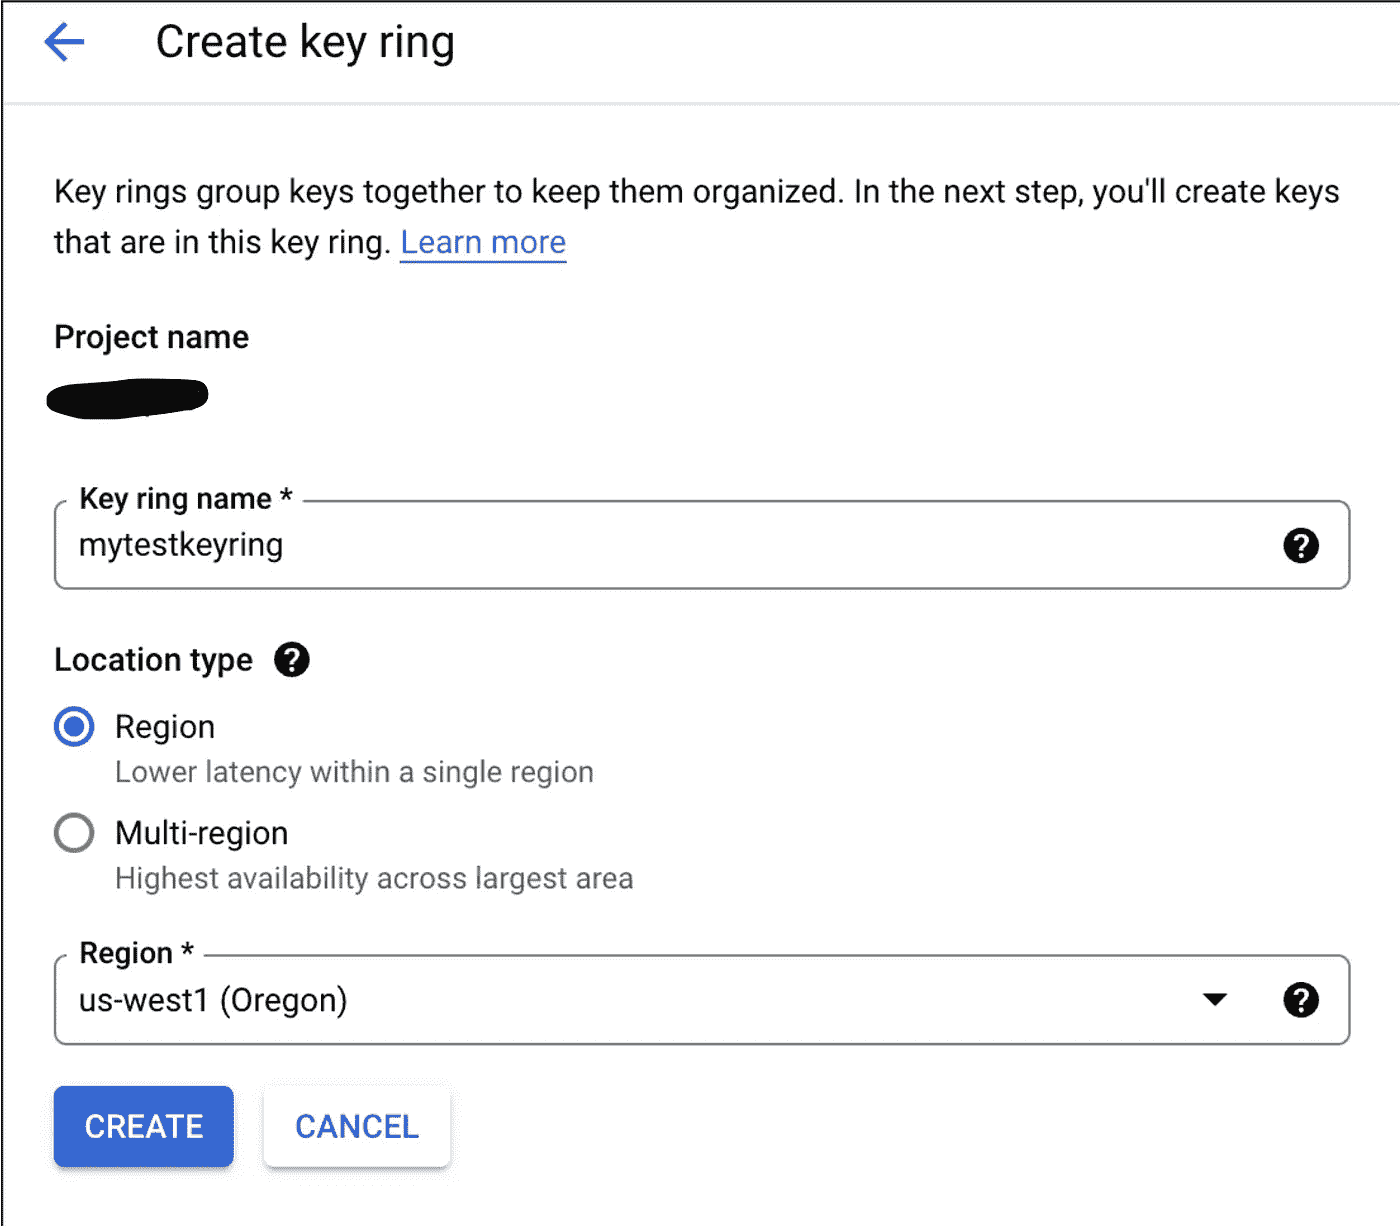 Create key ring
Key rings group keys together to keep them organized. In the next step, you'll create keys
that are in this key ring. Learn more
Project name
Key ring name *
mytestkeyring
Location type
Region
Lower latency within a single region
Multi-region
Highest availability across largest area
Region *
us-west1 (Oregon)
CREATE CANCEL